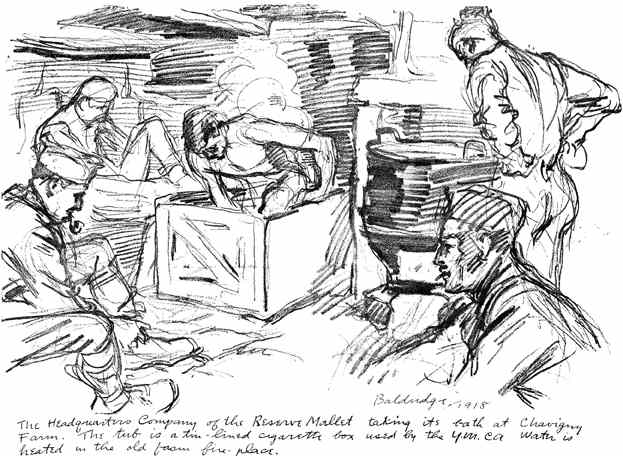 Baldridge - 1918
The Headquarters Company of the Reserve Mallet taking its bath at Chavigny
Farm. The tub is a tin-lined cigarette box used by the Y.M.C.A. Water is
heated in the old farm fire-place.